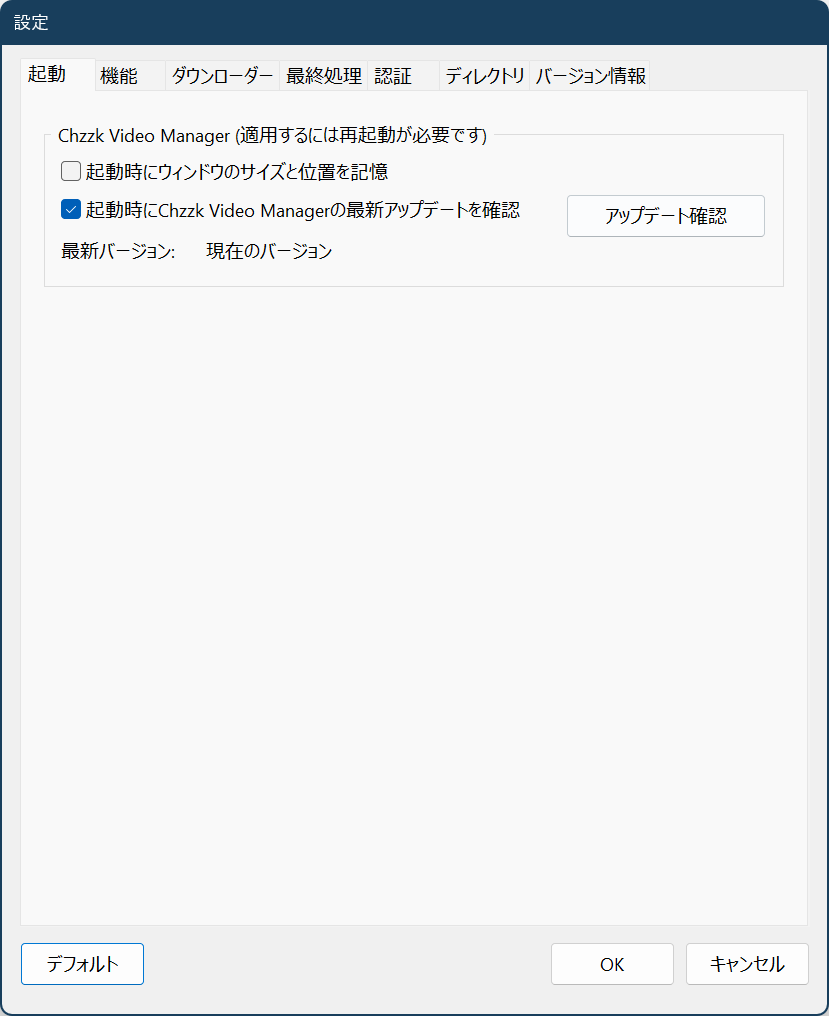 設定
起動 機能 ダウンローダー 最終処理 認証 ディレクトリ バージョン情報
Chzzk Video Manager (適用するには再起動が必要です)
起動時にウィンドウのサイズと位置を記憶
起動時にChzzk Video Managerの最新アップデートを確認 アップデート確認
最新バージョン: 現在のバージョン
デフォルト OK キャンセル